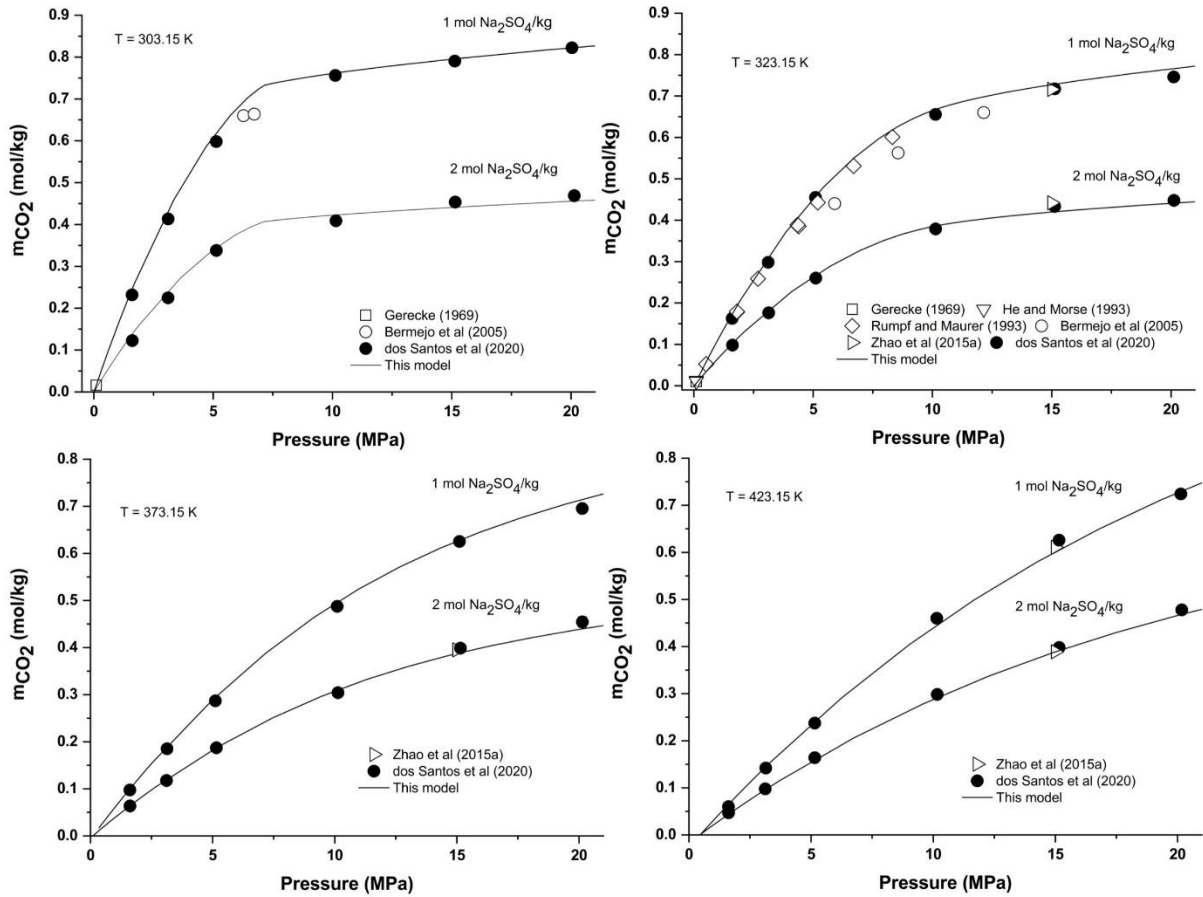 T = 303.15 K
1 mol Na₂SO₄/kg
2 mol Na₂SO₄/kg
Gerecke (1969)
Bermejo et al (2005)
dos Santos et al (2020)
This model
mCO₂ (mol/kg)
0.9
0.8
0.7
0.6
0.5
0.4
0.3
0.2
0.1
0.0
0 5 10 15 20
Pressure (MPa)
T = 323.15 K
1 mol Na₂SO₄/kg
2 mol Na₂SO₄/kg
Gerecke (1969) He and Morse (1993)
Rumpf and Maurer (1993) Bermejo et al (2005)
Zhao et al (2015a) dos Santos et al (2020)
This model
mCO₂ (mol/kg)
0.9
0.8
0.7
0.6
0.5
0.4
0.3
0.2
0.1
0.0
0 5 10 15 20
Pressure (MPa)
T = 373.15 K
1 mol Na₂SO₄/kg
2 mol Na₂SO₄/kg
Zhao et al (2015a)
dos Santos et al (2020)
This model
mCO₂ (mol/kg)
0.8
0.7
0.6
0.5
0.4
0.3
0.2
0.1
0.0
0 5 10 15 20
Pressure (MPa)
T = 423.15 K
1 mol Na₂SO₄/kg
2 mol Na₂SO₄/kg
Zhao et al (2015a)
dos Santos et al (2020)
This model
mCO₂ (mol/kg)
0.8
0.7
0.6
0.5
0.4
0.3
0.2
0.1
0.0
0 5 10 15 20
Pressure (MPa)